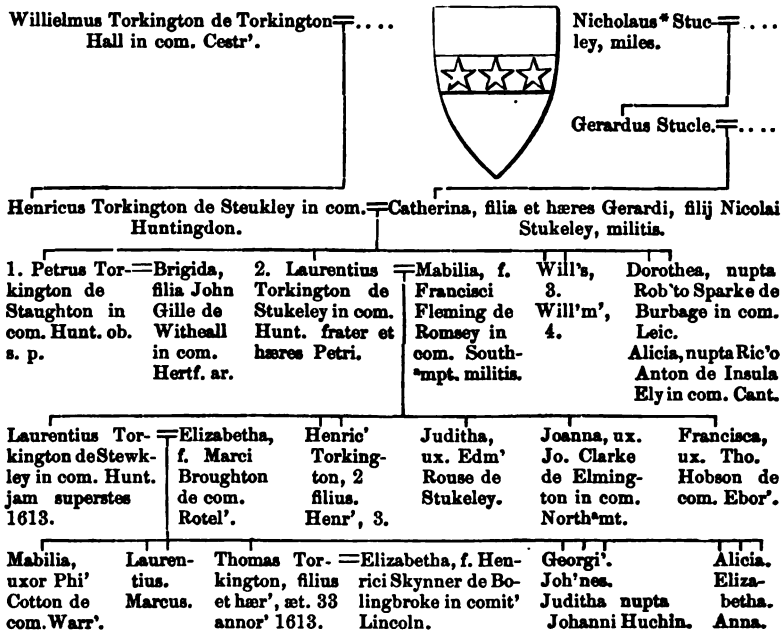 Willielmus Torkington de Torkington=....
Hall in com. Cestr'.
Nicholaus* Stuc-=....
ley, miles.
Gerardus Stucle.=....
Henricus Torkington de Steukley in com.=Catherina, filia et hæres Gerardi, filij Nicolai
Huntingdon.
Stukeley, militis.
1. Petrus Tor-
kington de
Staughton in
com. Hunt. ob.
s. p.
=Brigida,
filia John
Gille de
Witheall
in com.
Hertf. ar.
2. Laurentius
Torkington de
Stukeley in com.
Hunt. frater et
hæres Petri.
=Mabilia, f.
Francisci
Fleming de
Romsey in
com. South-
ᵃmpt. militis.
Will's,
3.
Will'm',
4.
Dorothea, nupta
Rob'to Sparke de
Burbage in com.
Leic.
Alicia, nupta Ric'o
Anton de Insula
Ely in com. Cant.
Laurentius Tor-
kington de Stewk-
ley in com. Hunt.
jam superstes
1613.
=Elizabetha,
f. Marci
Broughton
de com.
Rotel'.
Henric'
Torking-
ton, 2
filius.
Henr', 3.
Juditha,
ux. Edm'
Rouse de
Stukeley.
Joanna, ux.
Jo. Clarke
de Elming-
ton in com.
Northᵃmt.
Francisca,
ux. Tho.
Hobson de
com. Ebor'.
Mabilia,
uxor Phi'
Cotton de
com. Warr'.
Lauren-
tius.
Marcus.
Thomas Tor-
kington, filius
et hær', æt. 33
annor' 1613.
=Elizabetha, f. Hen-
rici Skynner de Bo-
lingbroke in comit'
Lincoln.
Georgi'.
Joh'nes.
Juditha nupta
Johanni Huchin.
Alicia.
Eliza-
betha.
Anna.